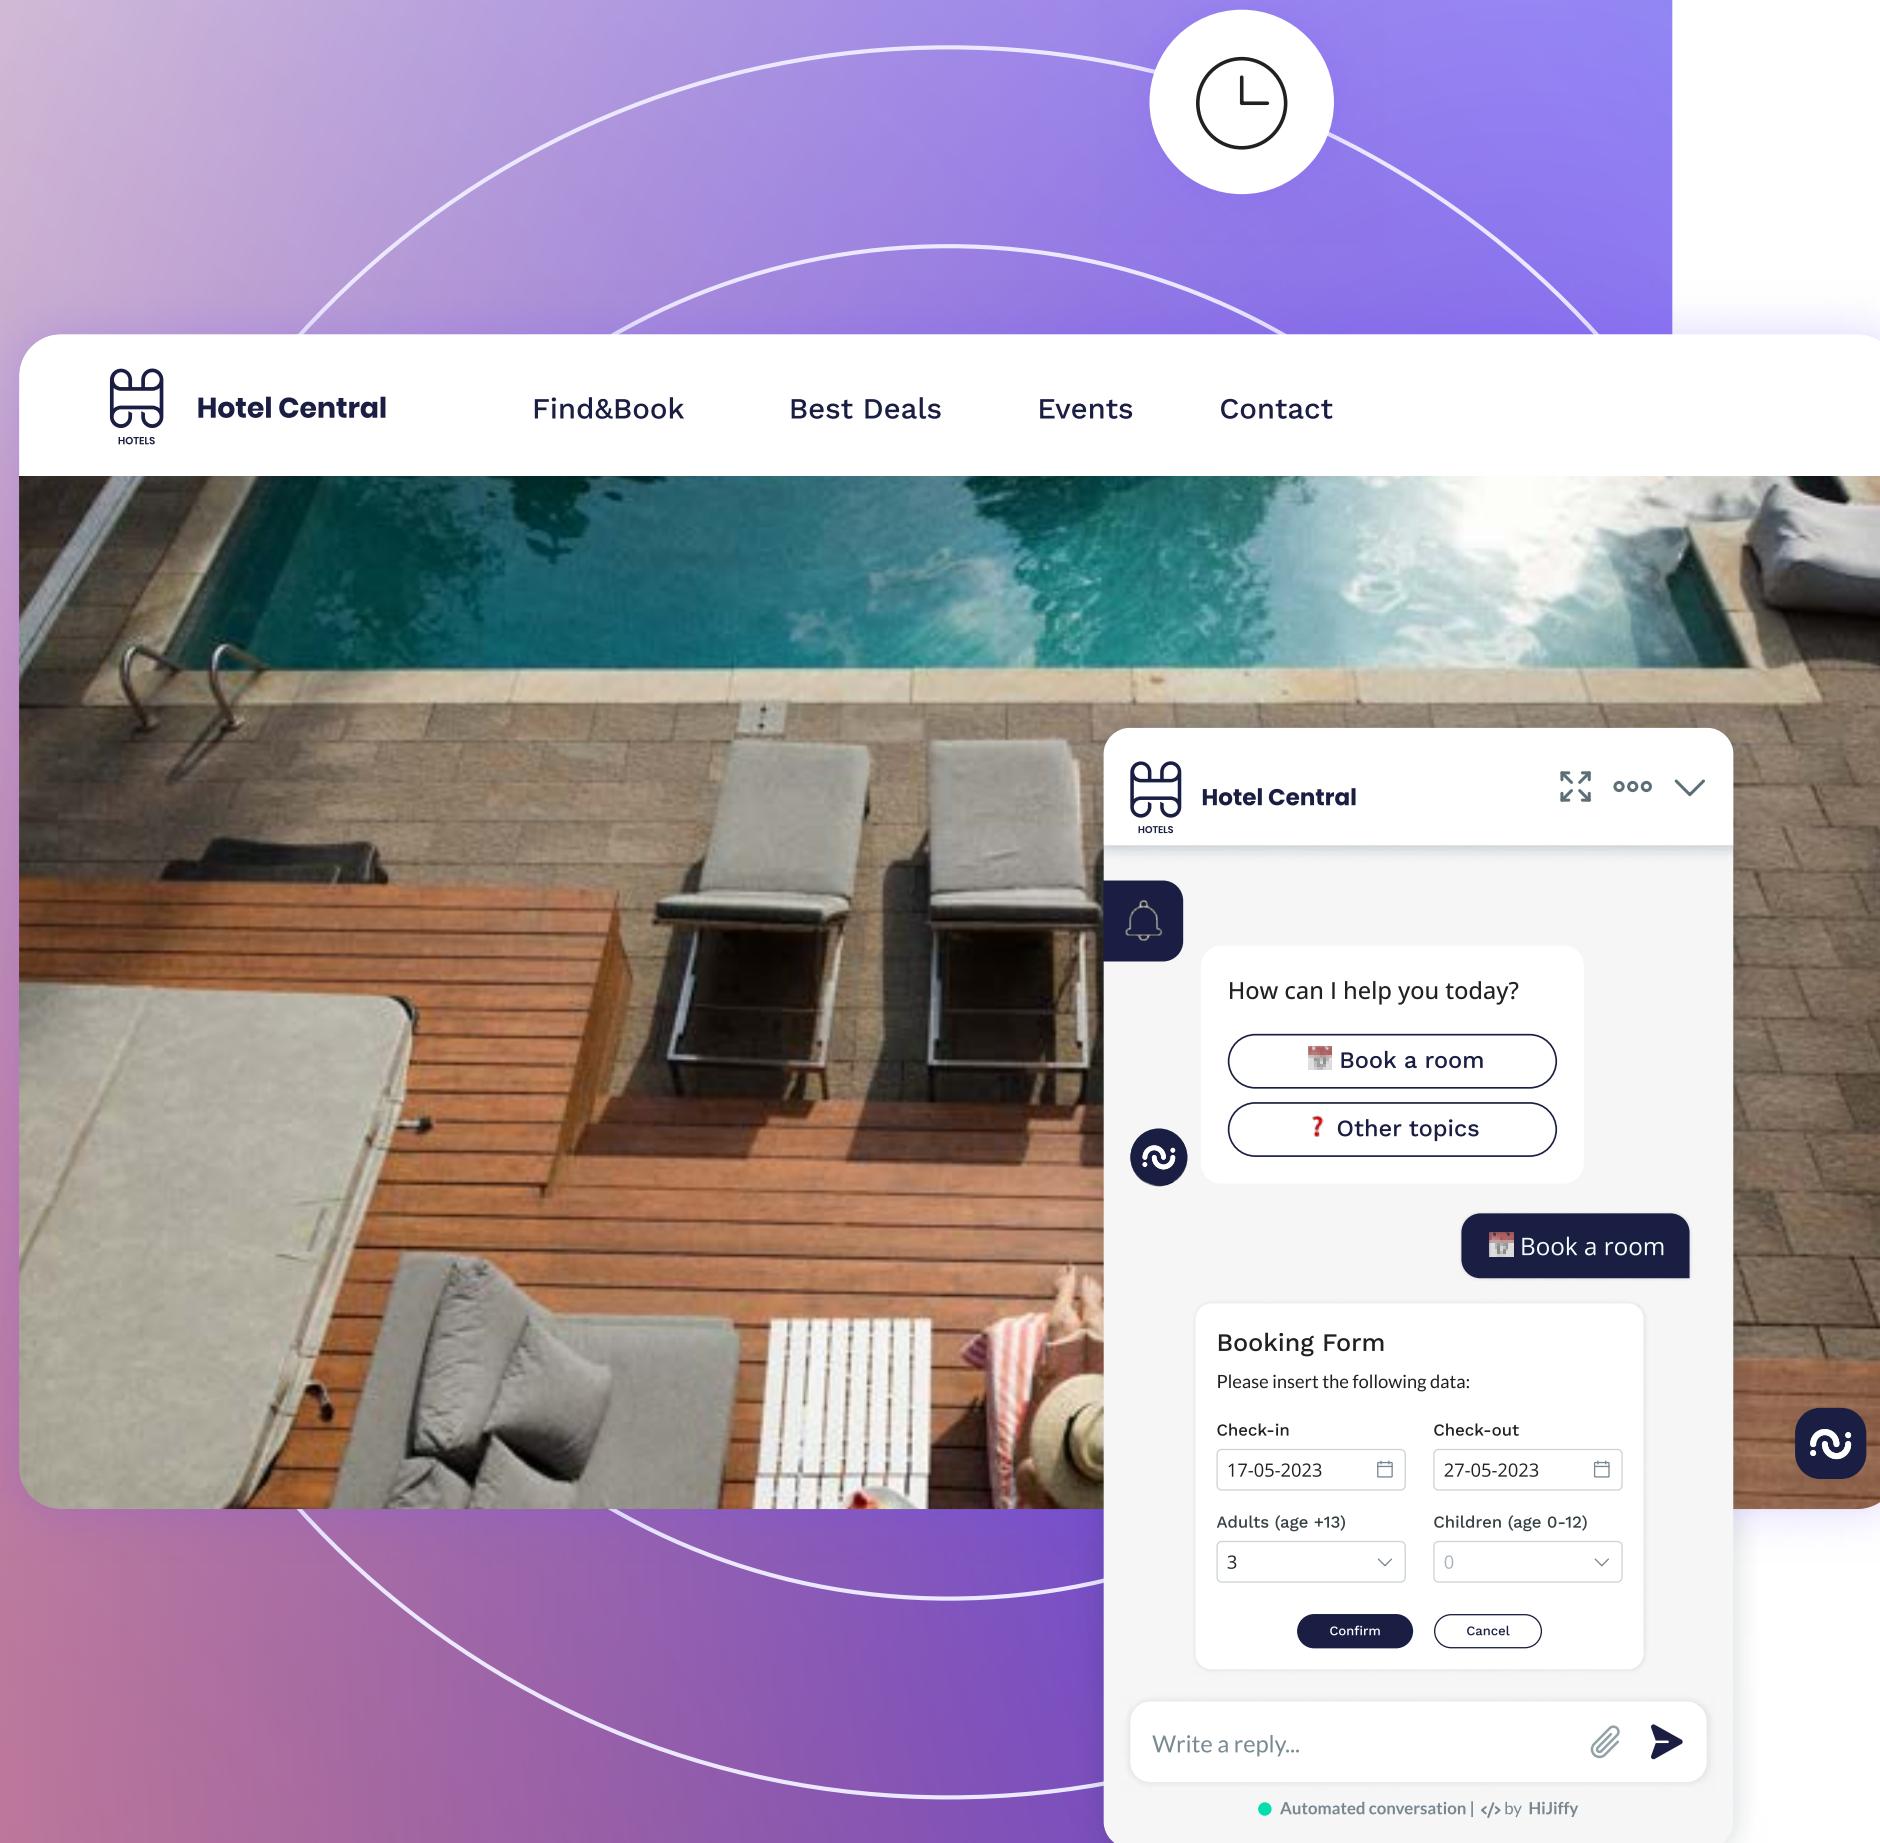 HOTELS
Hotel Central
Find&Book
Best Deals
Events
Contact
Hotel Central
HOTELS
How can I help you today?
Book a room
❓ Other topics
Book a room
Booking Form
Please insert the following data:
Check-in
Check-out
17-05-2023
27-05-2023
Adults (age +13)
Children (age 0-12)
3
0
Confirm
Cancel
Write a reply...
Automated conversation | </> by HiJiffy